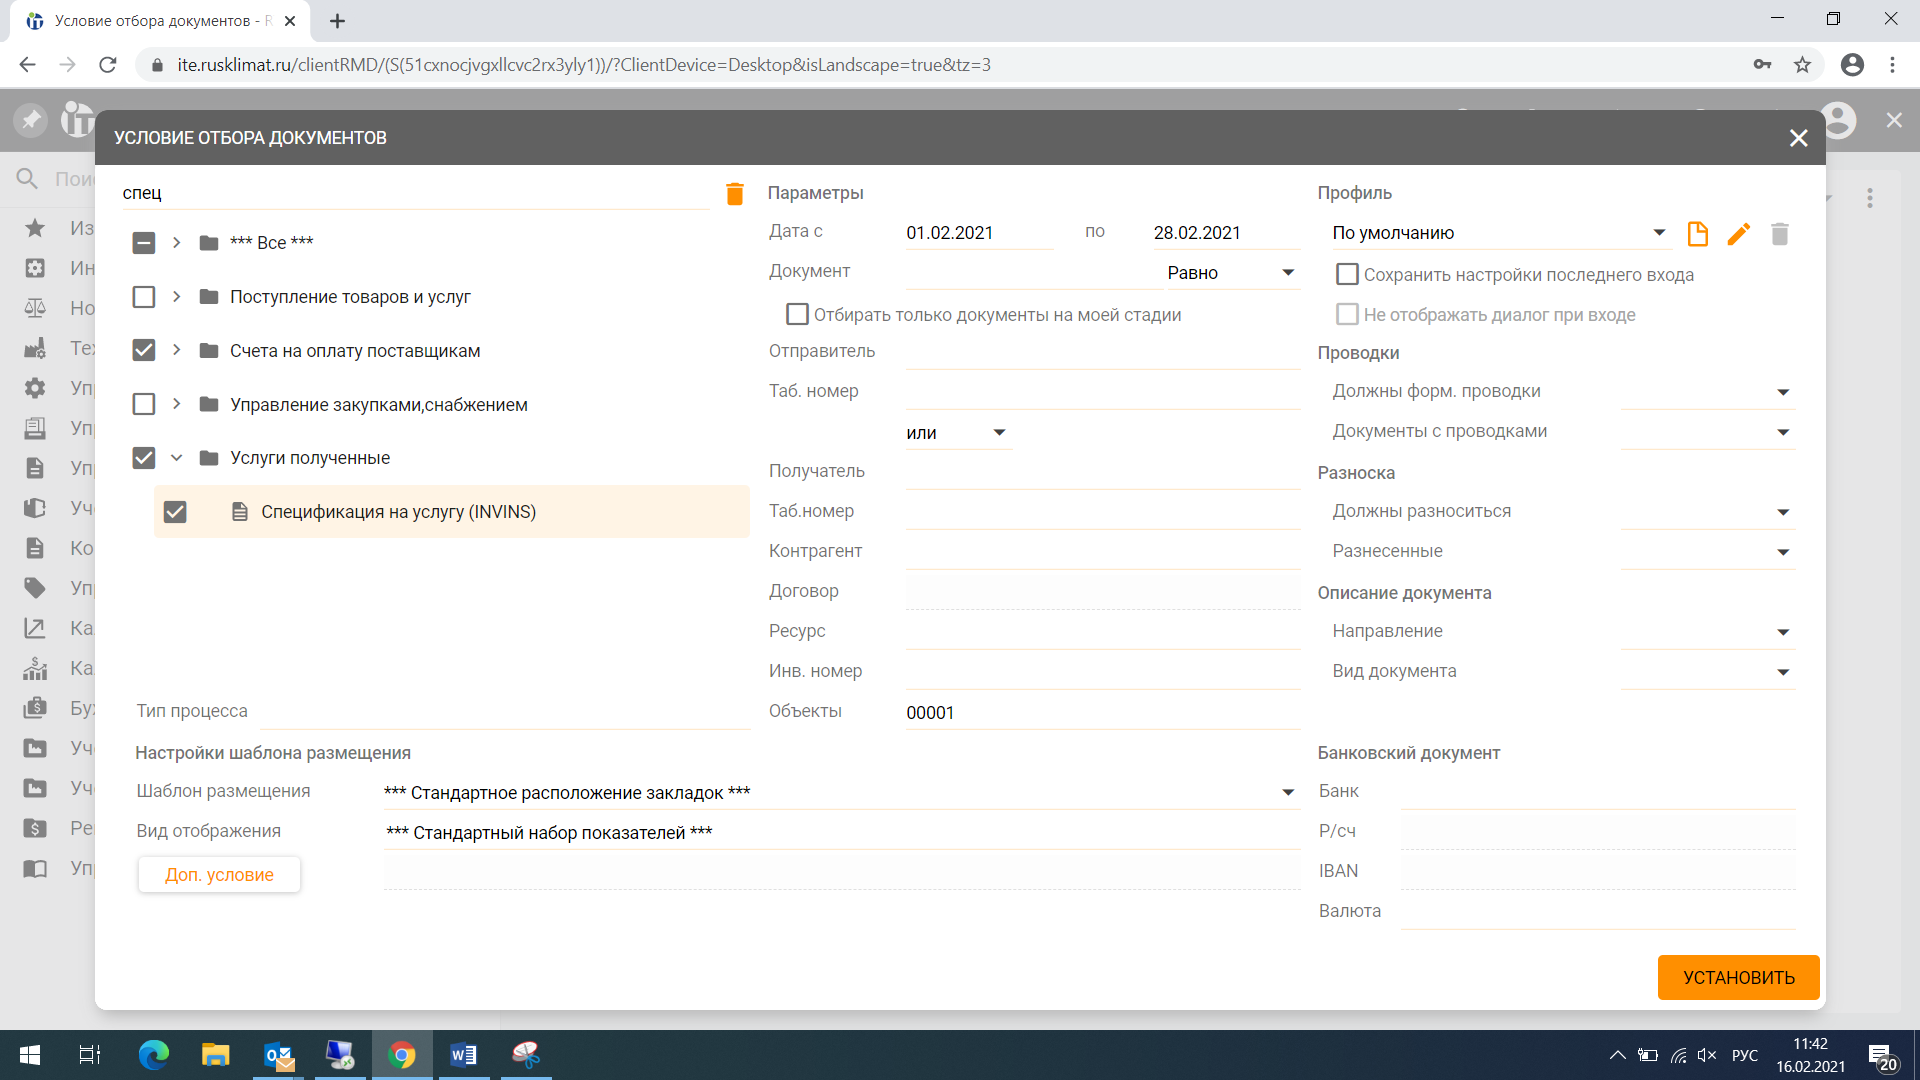 Условие отбора документов - R
ite.rusklimat.ru/clientRMD/(S(51cxnocjvgxllcvc2rx3yly1))/?ClientDevice=Desktop&isLandscape=true&tz=3
iT
УСЛОВИЕ ОТБОРА ДОКУМЕНТОВ
Пои
Из
Ин
Но
Те
Уп
Уп
Уп
Уч
Ко
Уп
Ка
Ка
Бу
Уч
Уч
Ре
Уп
спец
*** Все ***
Поступление товаров и услуг
Счета на оплату поставщикам
Управление закупками,снабжением
Услуги полученные
Спецификация на услугу (INVINS)
Тип процесса
Настройки шаблона размещения
Шаблон размещения
*** Стандартное расположение закладок ***
Вид отображения
*** Стандартный набор показателей ***
Доп. условие
Параметры
Дата с 01.02.2021 по 28.02.2021
Документ Равно
Отбирать только документы на моей стадии
Отправитель
Таб. номер
или
Получатель
Таб.номер
Контрагент
Договор
Ресурс
Инв. номер
Объекты 00001
Профиль
По умолчанию
Сохранить настройки последнего входа
Не отображать диалог при входе
Проводки
Должны форм. проводки
Документы с проводками
Разноска
Должны разноситься
Разнесенные
Описание документа
Направление
Вид документа
Банковский документ
Банк
Р/сч
IBAN
Валюта
УСТАНОВИТЬ
РУС
11:42
16.02.2021
20